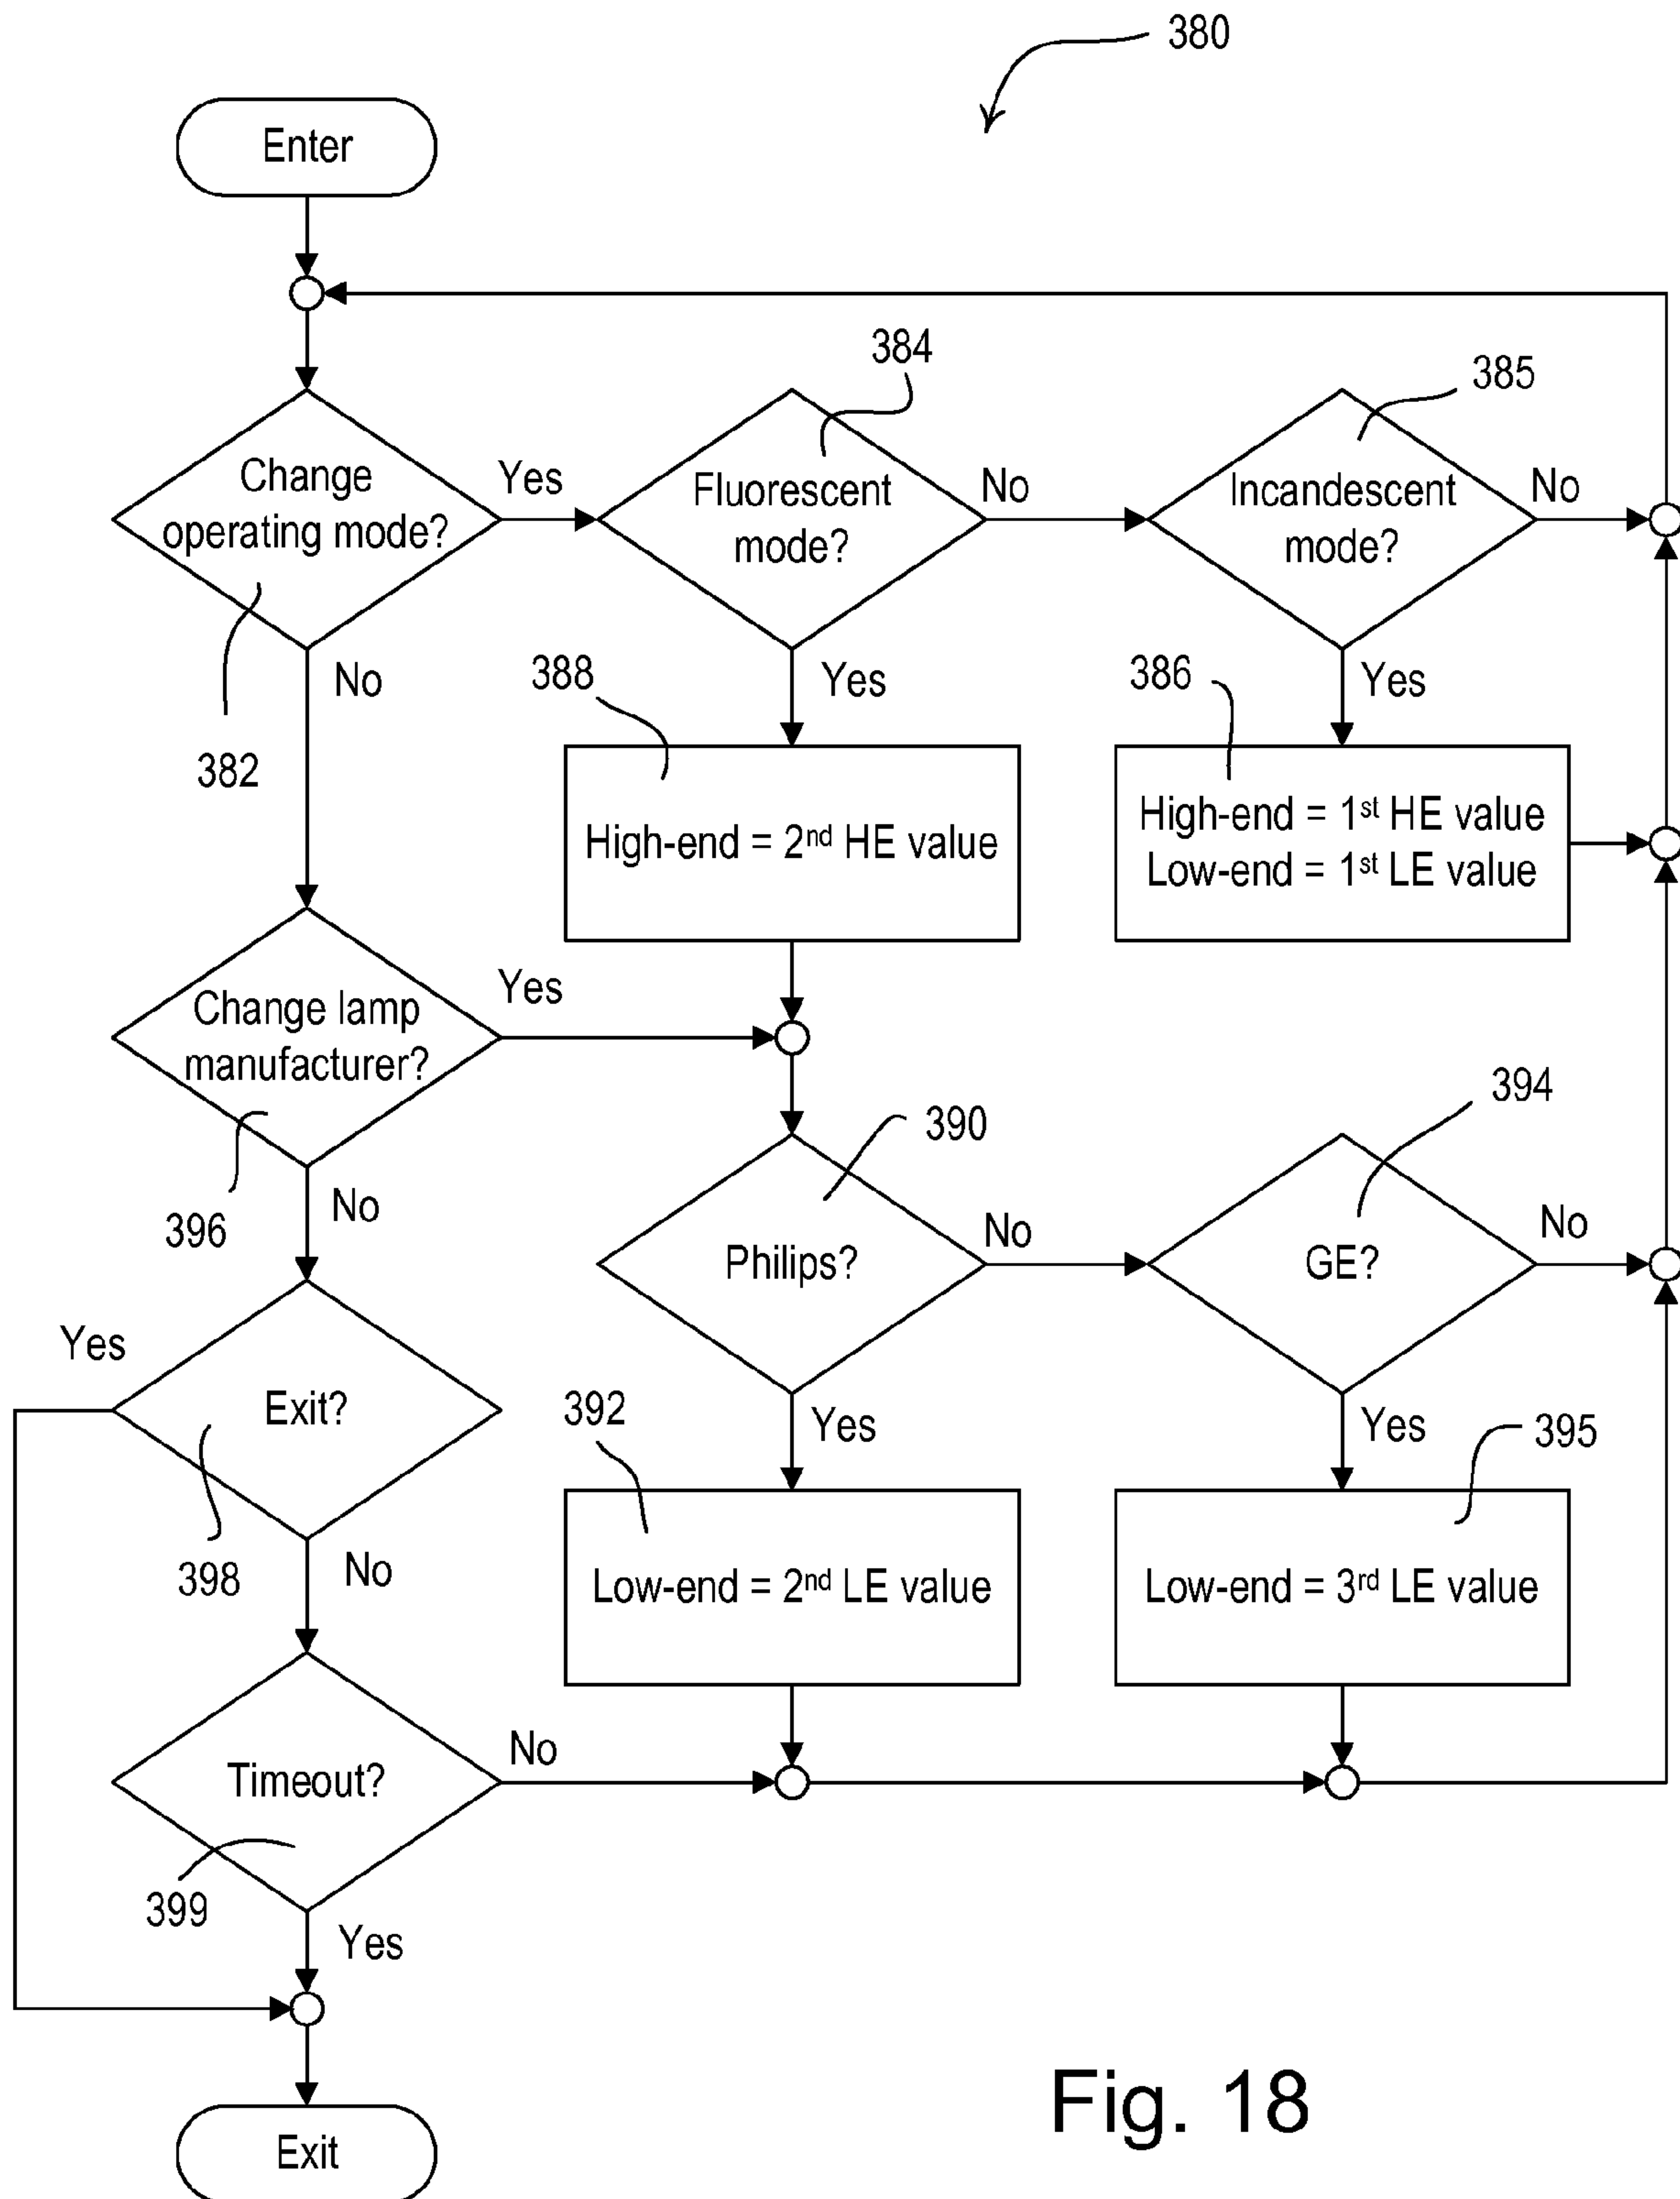 380
Enter
384
385
Change
operating mode?
Yes
Fluorescent
mode?
No
Incandescent
mode?
No
382
No
388
Yes
386
Yes
High-end = 2nd HE value
High-end = 1st HE value
Low-end = 1st LE value
Change lamp
manufacturer?
Yes
396
No
390
Philips?
No
394
GE?
No
Yes
Exit?
398
No
392
Yes
Yes
395
Low-end = 2nd LE value
Low-end = 3rd LE value
Timeout?
No
399
Yes
Exit
Fig. 18